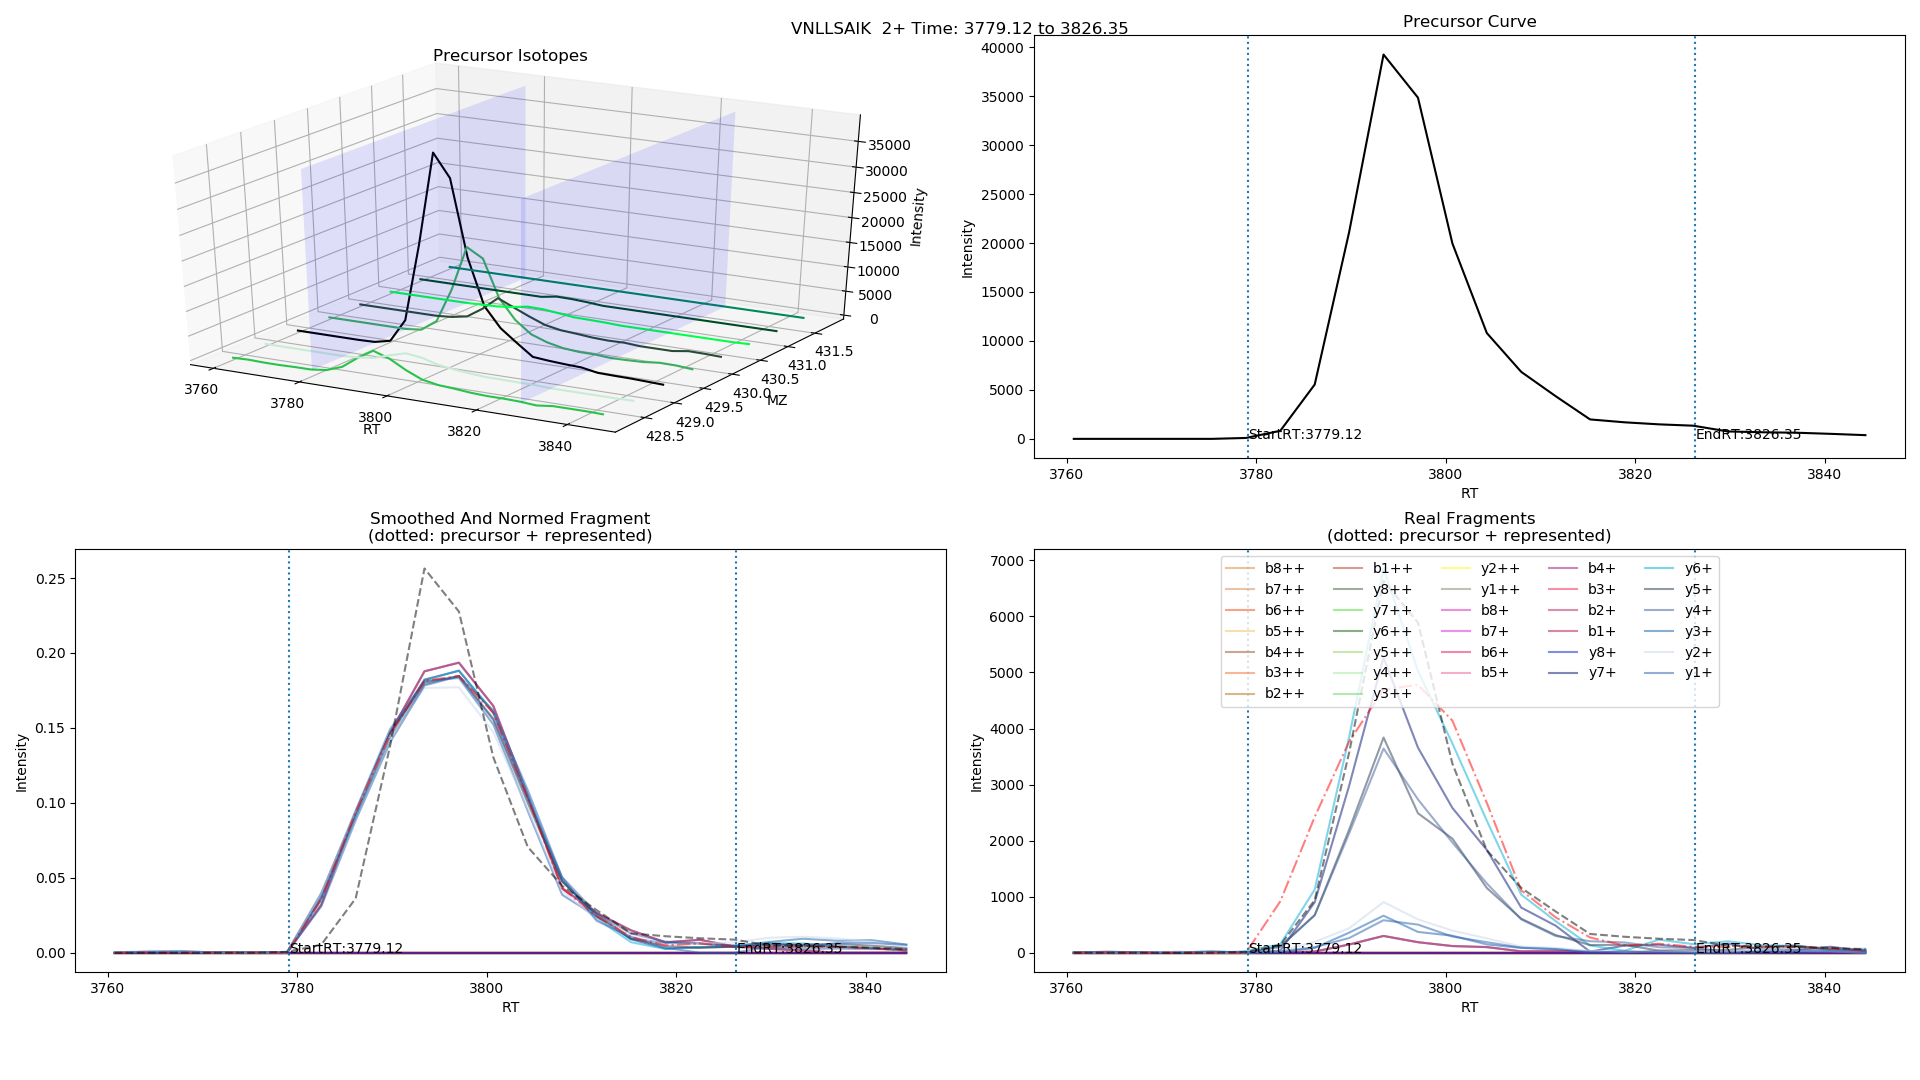 VNLLSAIK 2+ Time: 3779.12 to 3826.35
Precursor Isotopes
35000
30000
25000
20000
15000
10000
5000
0
Intensity
3760
3780
3800
3820
3840
RT
428.5
429.0
429.5
430.0
430.5
431.0
431.5
MZ
Precursor Curve
40000
35000
30000
25000
20000
15000
10000
5000
0
Intensity
StartRT:3779.12
EndRT:3826.35
3760
3780
3800
3820
3840
RT
Smoothed And Normed Fragment
(dotted: precursor + represented)
0.25
0.20
0.15
0.10
0.05
0.00
Intensity
StartRT:3779.12
EndRT:3826.35
3760
3780
3800
3820
3840
RT
Real Fragments
(dotted: precursor + represented)
7000
6000
5000
4000
3000
2000
1000
0
Intensity
b8++
b7++
b6++
b5++
b4++
b3++
b2++
b1++
y8++
y7++
y6++
y5++
y4++
y3++
y2++
y1++
b8+
b7+
b6+
b5+
b4+
b3+
b2+
b1+
y8+
y7+
y6+
y5+
y4+
y3+
y2+
y1+
StartRT:3779.12
EndRT:3826.35
3760
3780
3800
3820
3840
RT